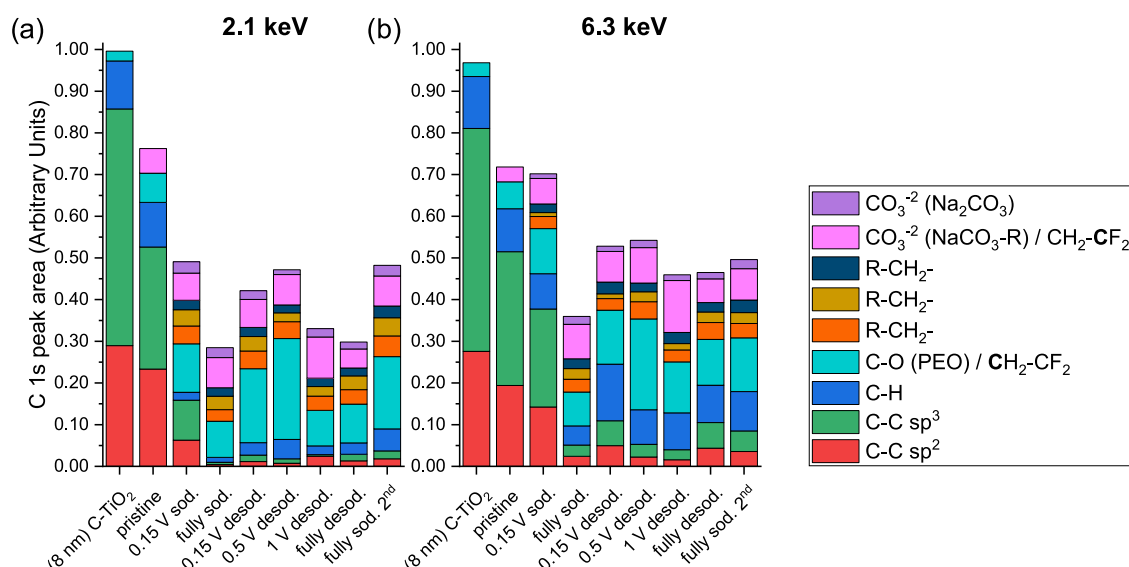 (a) 2.1 keV (b) 6.3 keV
C 1s peak area (Arbitrary Units)
1.00
0.90
0.80
0.70
0.60
0.50
0.40
0.30
0.20
0.10
0.00
(8 nm) C-TiO₂
pristine
0.15 V sod.
fully sod.
0.15 V desod.
0.5 V desod.
1 V desod.
fully desod.
fully sod. 2ⁿᵈ
1.00
0.90
0.80
0.70
0.60
0.50
0.40
0.30
0.20
0.10
0.00
(8 nm) C-TiO₂
pristine
0.15 V sod.
fully sod.
0.15 V desod.
0.5 V desod.
1 V desod.
fully desod.
fully sod. 2ⁿᵈ
CO₃⁻² (Na₂CO₃)
CO₃⁻² (NaCO₃-R) / CH₂-CF₂
R-CH₂-
R-CH₂-
R-CH₂-
C-O (PEO) / CH₂-CF₂
C-H
C-C sp³
C-C sp²